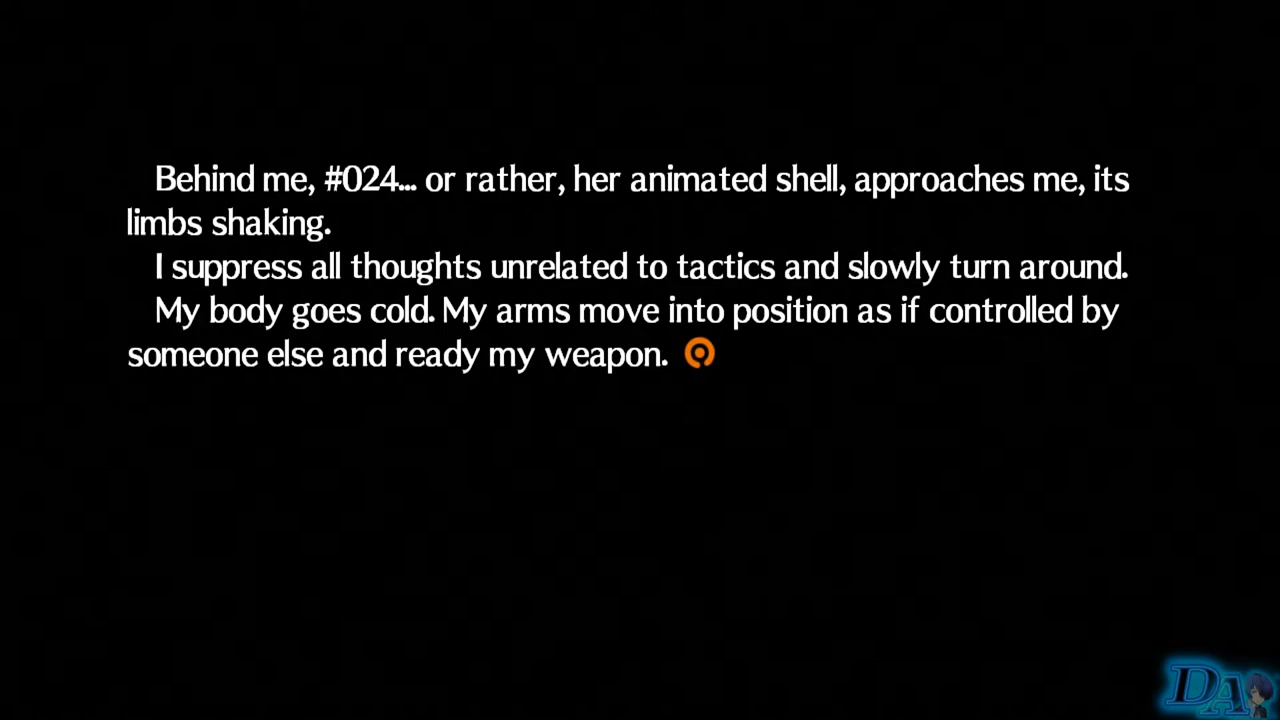 Behind me, #024... or rather, her animated shell, approaches me, its
limbs shaking.
I suppress all thoughts unrelated to tactics and slowly turn around.
My body goes cold. My arms move into position as if controlled by
someone else and ready my weapon.
DA